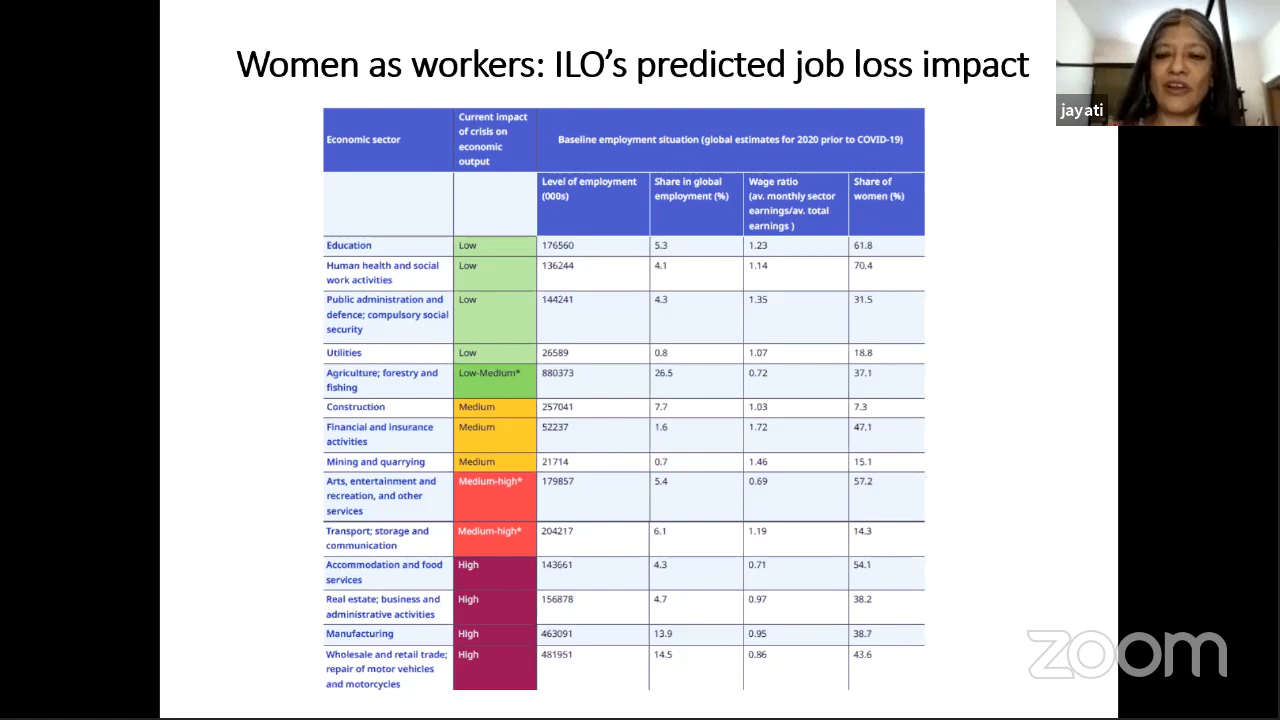 Women as workers: ILO's predicted job loss impact
jayati
Economic sector
Current impact
of crisis on
economic
output
Baseline employment situation (global estimates for 2020 prior to COVID-19)
Level of employment
(000s)
Share in global
employment (%)
Wage ratio
(av. monthly sector
earnings/av. total
earnings )
Share of
women (%)
Education
Low
176560
5.3
1.23
61.8
Human health and social
work activities
Low
136244
4.1
1.14
70.4
Public administration and
defence; compulsory social
security
Low
144241
4.3
1.35
31.5
Utilities
Low
26589
0.8
1.07
18.8
Agriculture; forestry and
fishing
Low-Medium*
880373
26.5
0.72
37.1
Construction
Medium
257041
7.7
1.03
7.3
Financial and insurance
activities
Medium
52237
1.6
1.72
47.1
Mining and quarrying
Medium
21714
0.7
1.46
15.1
Arts, entertainment and
recreation, and other
services
Medium-high*
179857
5.4
0.69
57.2
Transport; storage and
communication
Medium-high*
204217
6.1
1.19
14.3
Accommodation and food
services
High
143661
4.3
0.71
54.1
Real estate; business and
administrative activities
High
156878
4.7
0.97
38.2
Manufacturing
High
463091
13.9
0.95
38.7
Wholesale and retail trade;
repair of motor vehicles
and motorcycles
High
481951
14.5
0.86
43.6
zoom